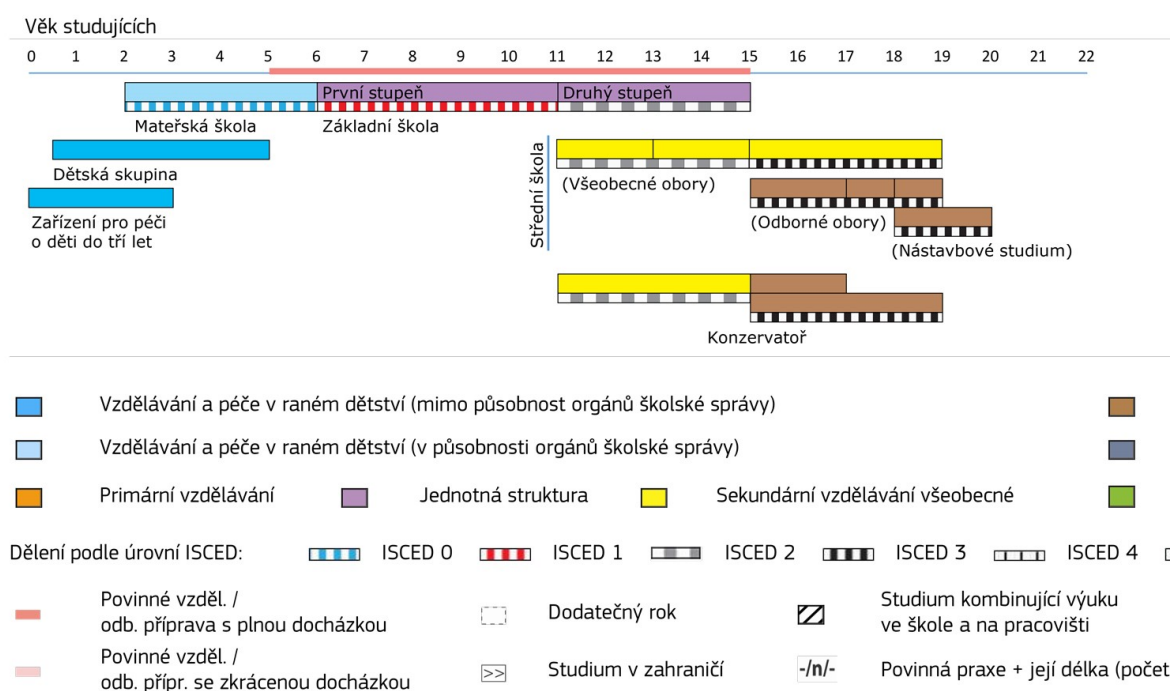 Věk studujících
0 1 2 3 4 5 6 7 8 9 10 11 12 13 14 15 16 17 18 19 20 21 22
První stupeň
Druhý stupeň
Mateřská škola
Základní škola
Dětská skupina
Zařízení pro péči
o děti do tří let
Střední škola
(Všeobecné obory)
(Odborné obory)
(Nástavbové studium)
Konzervatoř
Vzdělávání a péče v raném dětství (mimo působnost orgánů školské správy)
Vzdělávání a péče v raném dětství (v působnosti orgánů školské správy)
Primární vzdělávání
Jednotná struktura
Sekundární vzdělávání všeobecné
Dělení podle úrovní ISCED:
ISCED 0
ISCED 1
ISCED 2
ISCED 3
ISCED 4
Povinné vzděl. /
odb. příprava s plnou docházkou
Dodatečný rok
Studium kombinující výuku
ve škole a na pracovišti
Povinné vzděl. /
odb. přípr. se zkrácenou docházkou
>>
Studium v zahraničí
-/n/-
Povinná praxe + její délka (počet